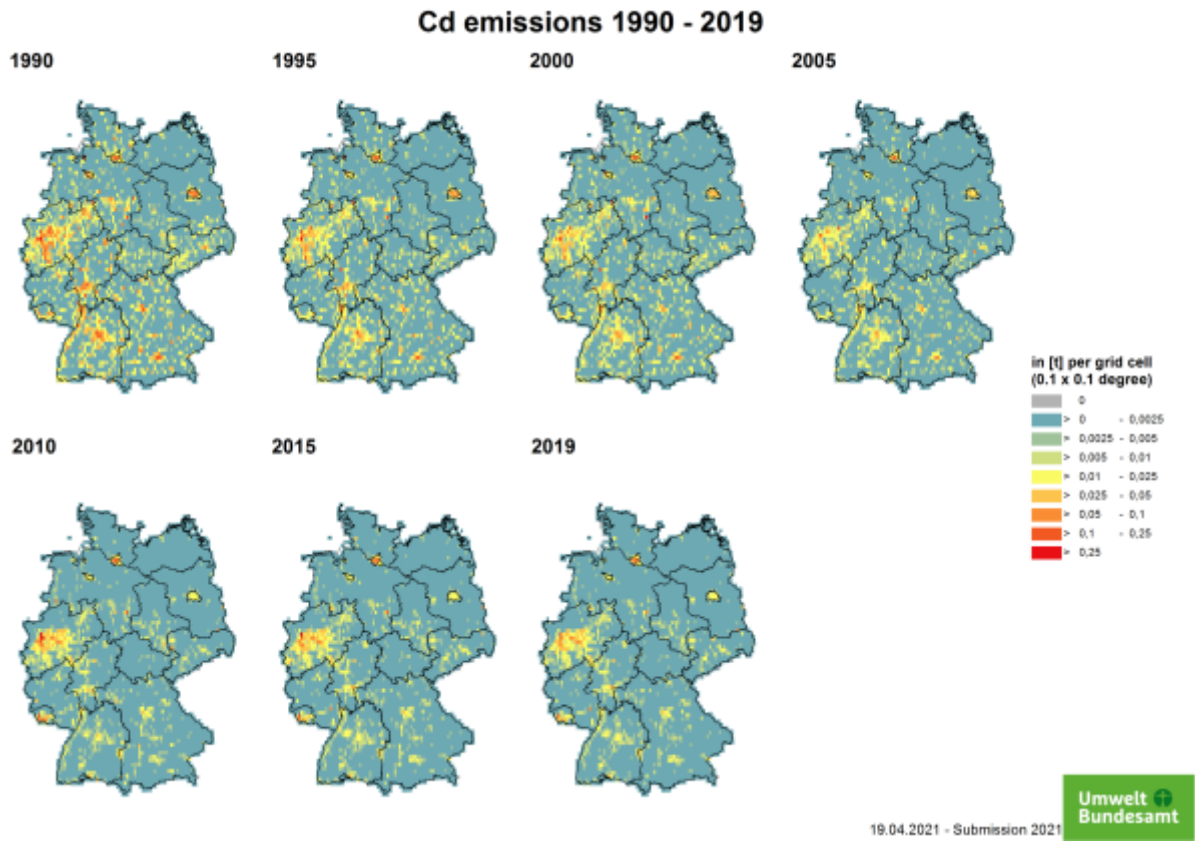 Cd emissions 1990 - 2019
1990
1995
2000
2005
2010
2015
2019
in [t] per grid cell
(0.1 x 0.1 degree)
0
> 0 - 0,0025
> 0,0025 - 0,005
> 0,005 - 0,01
> 0,01 - 0,025
> 0,025 - 0,05
> 0,05 - 0,1
> 0,1 - 0,25
> 0,25
19.04.2021 - Submission 2021
Umwelt
Bundesamt